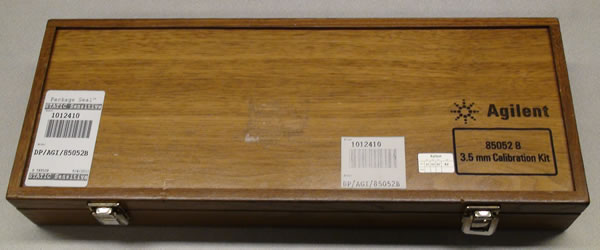 Package Seal™
STATIC Sensitive
1012410
DP/AGI/85052B
STATIC Sensitive
1012410
DP/AGI/85052B
Agilent
85052 B
3.5 mm Calibration Kit